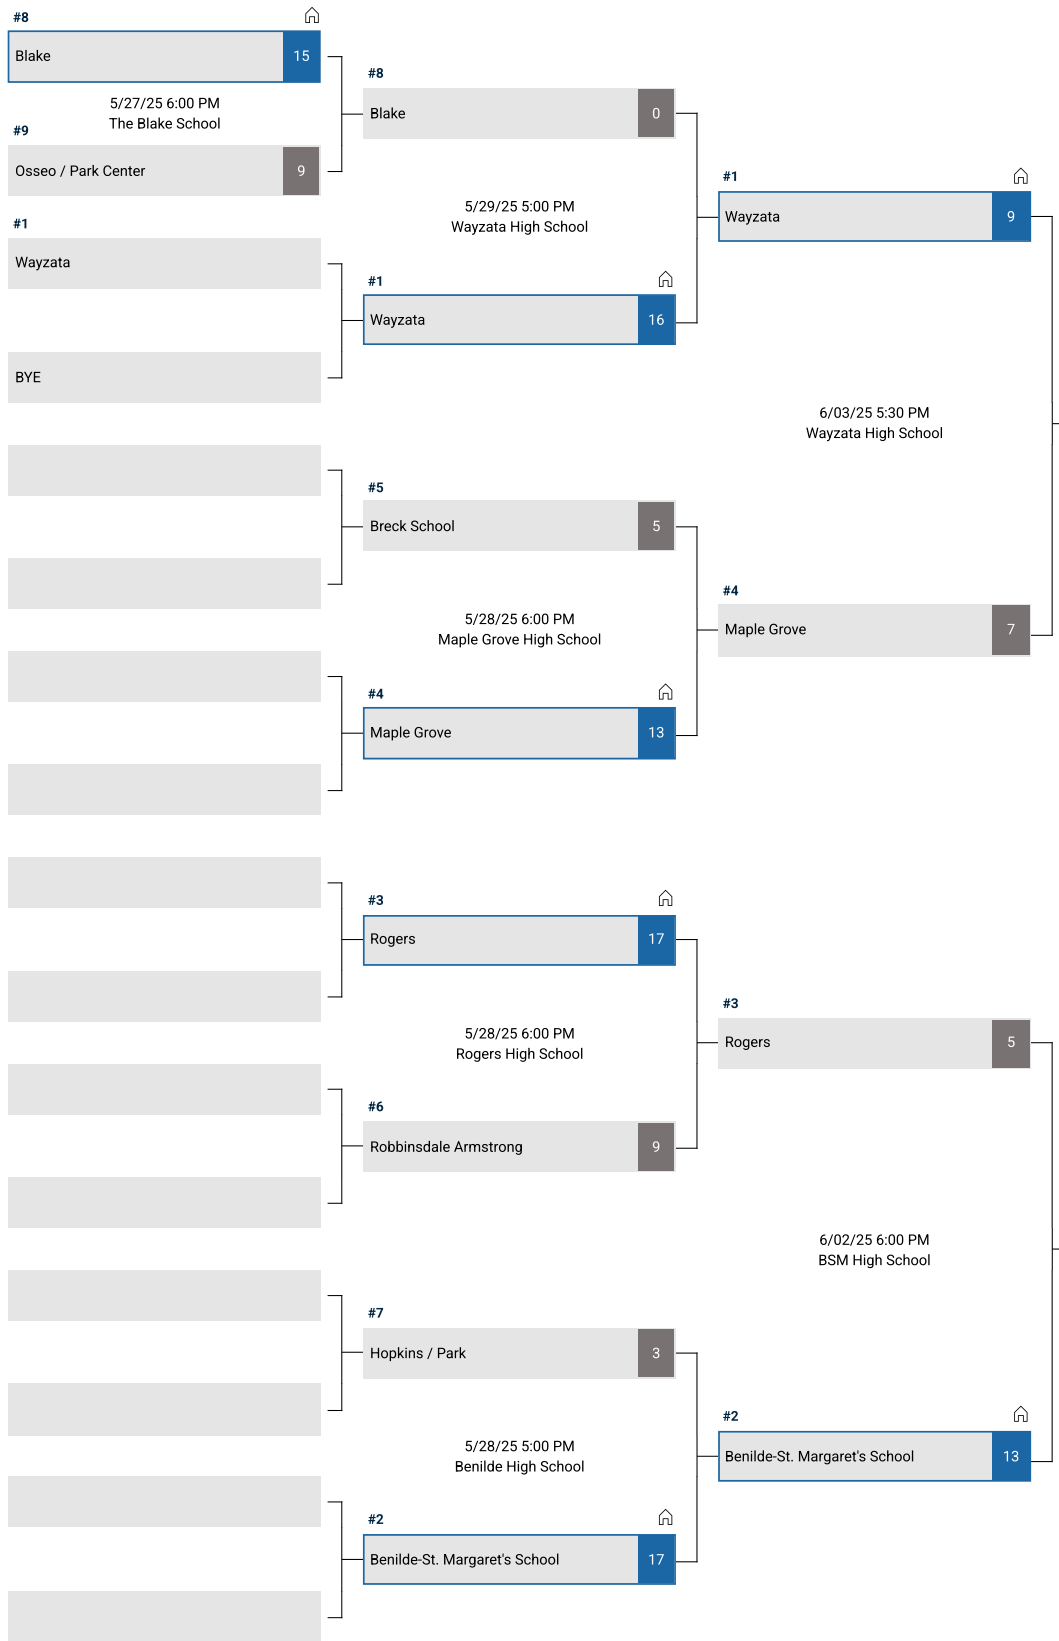 #8
Blake
15
5/27/25 6:00 PM
The Blake School
#9
Osseo / Park Center
9
#1
Wayzata
BYE
#8
Blake
0
5/29/25 5:00 PM
Wayzata High School
#1
Wayzata
16
#5
Breck School
5
5/28/25 6:00 PM
Maple Grove High School
#4
Maple Grove
13
#3
Rogers
17
5/28/25 6:00 PM
Rogers High School
#6
Robbinsdale Armstrong
9
#7
Hopkins / Park
3
5/28/25 5:00 PM
Benilde High School
#2
Benilde-St. Margaret's School
17
#1
Wayzata
9
6/03/25 5:30 PM
Wayzata High School
#4
Maple Grove
7
#3
Rogers
5
6/02/25 6:00 PM
BSM High School
#2
Benilde-St. Margaret's School
13